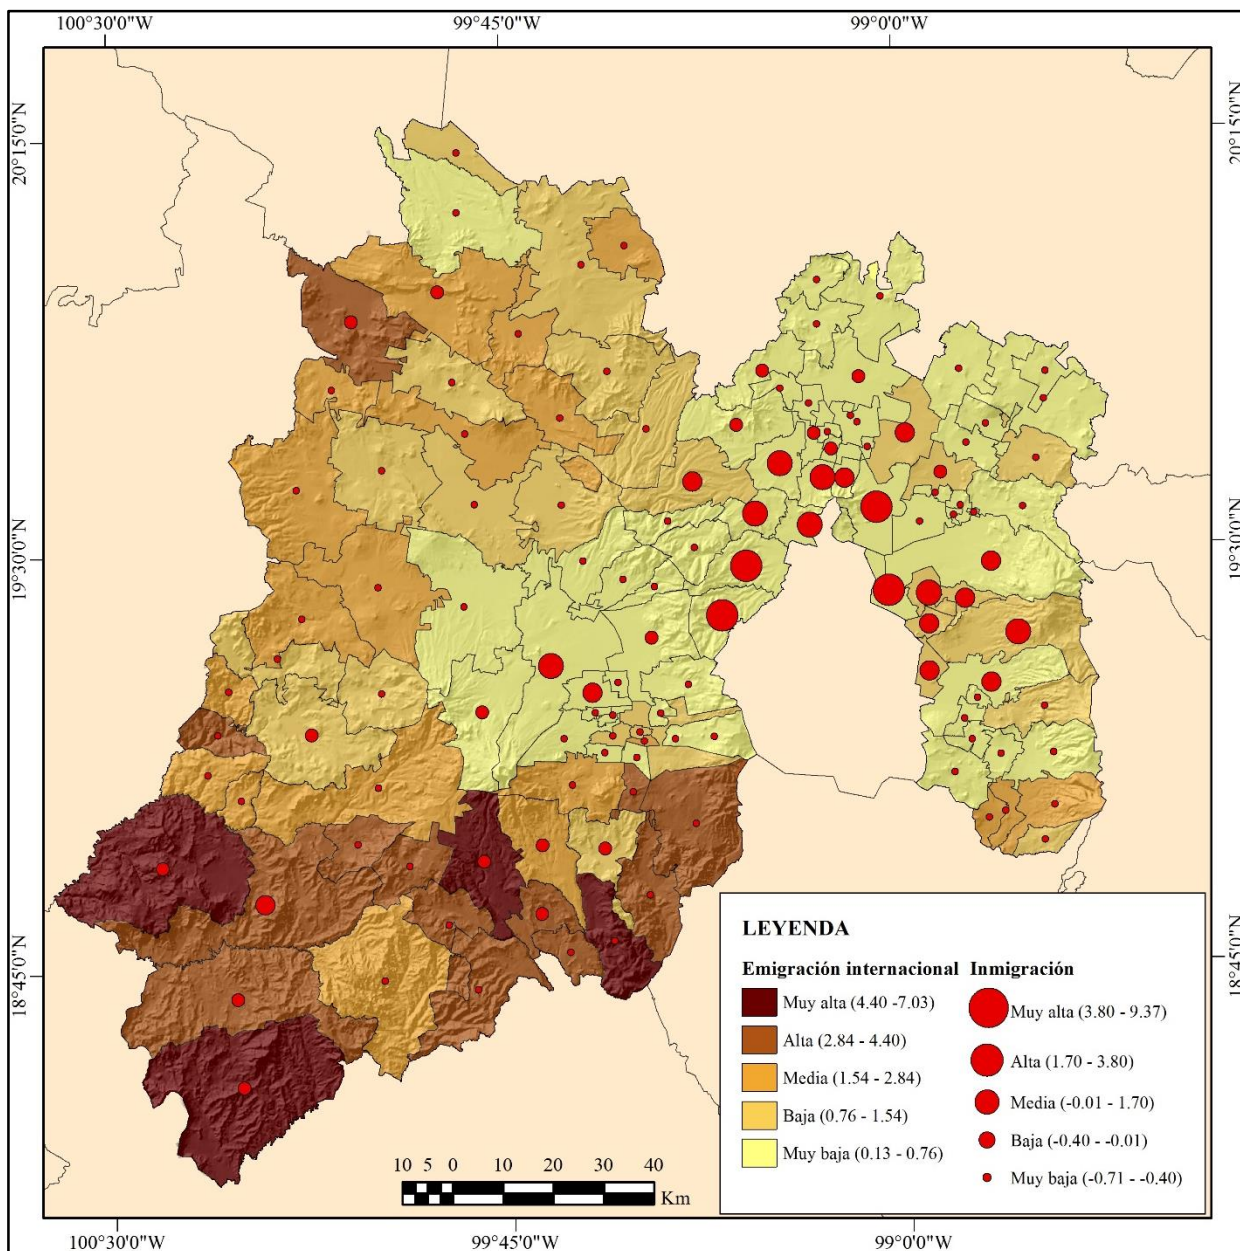 100°30'0"W 99°45'0"W 99°0'0"W
20°15'0"N 20°15'0"N
19°30'0"N 19°30'0"N
18°45'0"N 18°45'0"N
LEYENDA
Emigración internacional
Muy alta (4.40 -7.03)
Alta (2.84 - 4.40)
Media (1.54 - 2.84)
Baja (0.76 - 1.54)
Muy baja (0.13 - 0.76)
Inmigración
Muy alta (3.80 - 9.37)
Alta (1.70 - 3.80)
Media (-0.01 - 1.70)
Baja (-0.40 - -0.01)
Muy baja (-0.71 - -0.40)
10 5 0 10 20 30 40
Km
100°30'0"W 99°45'0"W 99°0'0"W